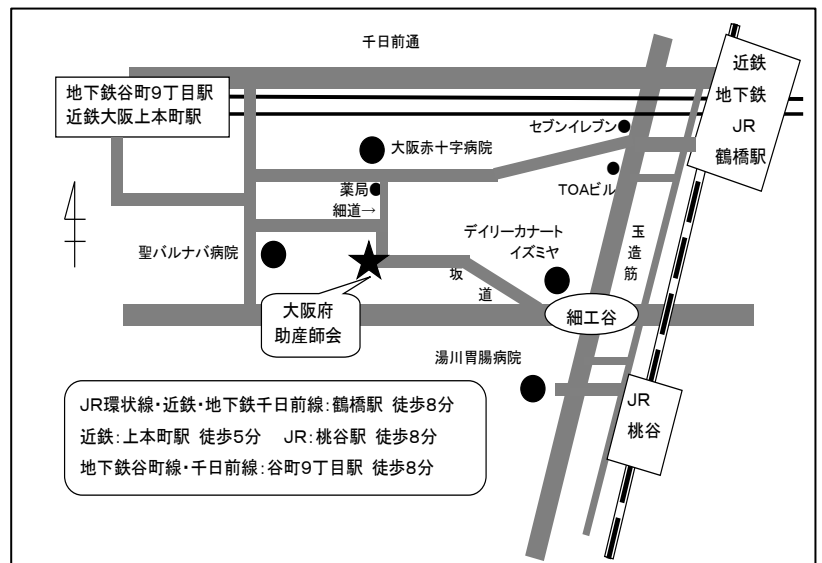 千日前通
近鉄
地下鉄
JR
鶴橋駅
地下鉄谷町9丁目駅
近鉄大阪上本町駅
セブンイレブン
大阪赤十字病院
薬局
細道→
TOAビル
デイリーカナート
イズミヤ
玉造筋
聖バルナバ病院
坂道
大阪府
助産師会
細工谷
湯川胃腸病院
JR
桃谷
JR環状線・近鉄・地下鉄千日前線:鶴橋駅 徒歩8分
近鉄:上本町駅 徒歩5分 JR:桃谷駅 徒歩8分
地下鉄谷町線・千日前線:谷町9丁目駅 徒歩8分